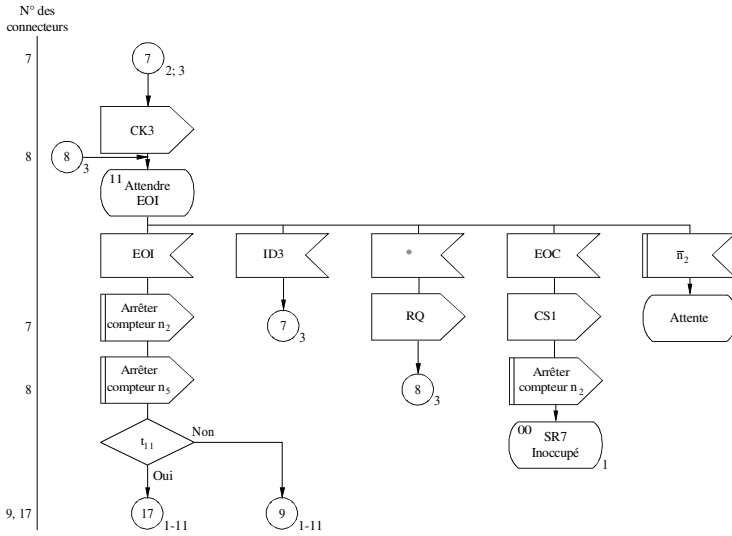 N° des
connecteurs
7
7
2; 3
CK3
8
8
3
11
Attendre
EOI
EOI
ID3
*
EOC
n̅2
Arrêter
compteur n2
7
3
RQ
CS1
Attente
7
Arrêter
compteur n5
8
3
Arrêter
compteur n2
8
t11
Non
Oui
00
SR7
Inoccupé
1
9, 17
17
1-11
9
1-11